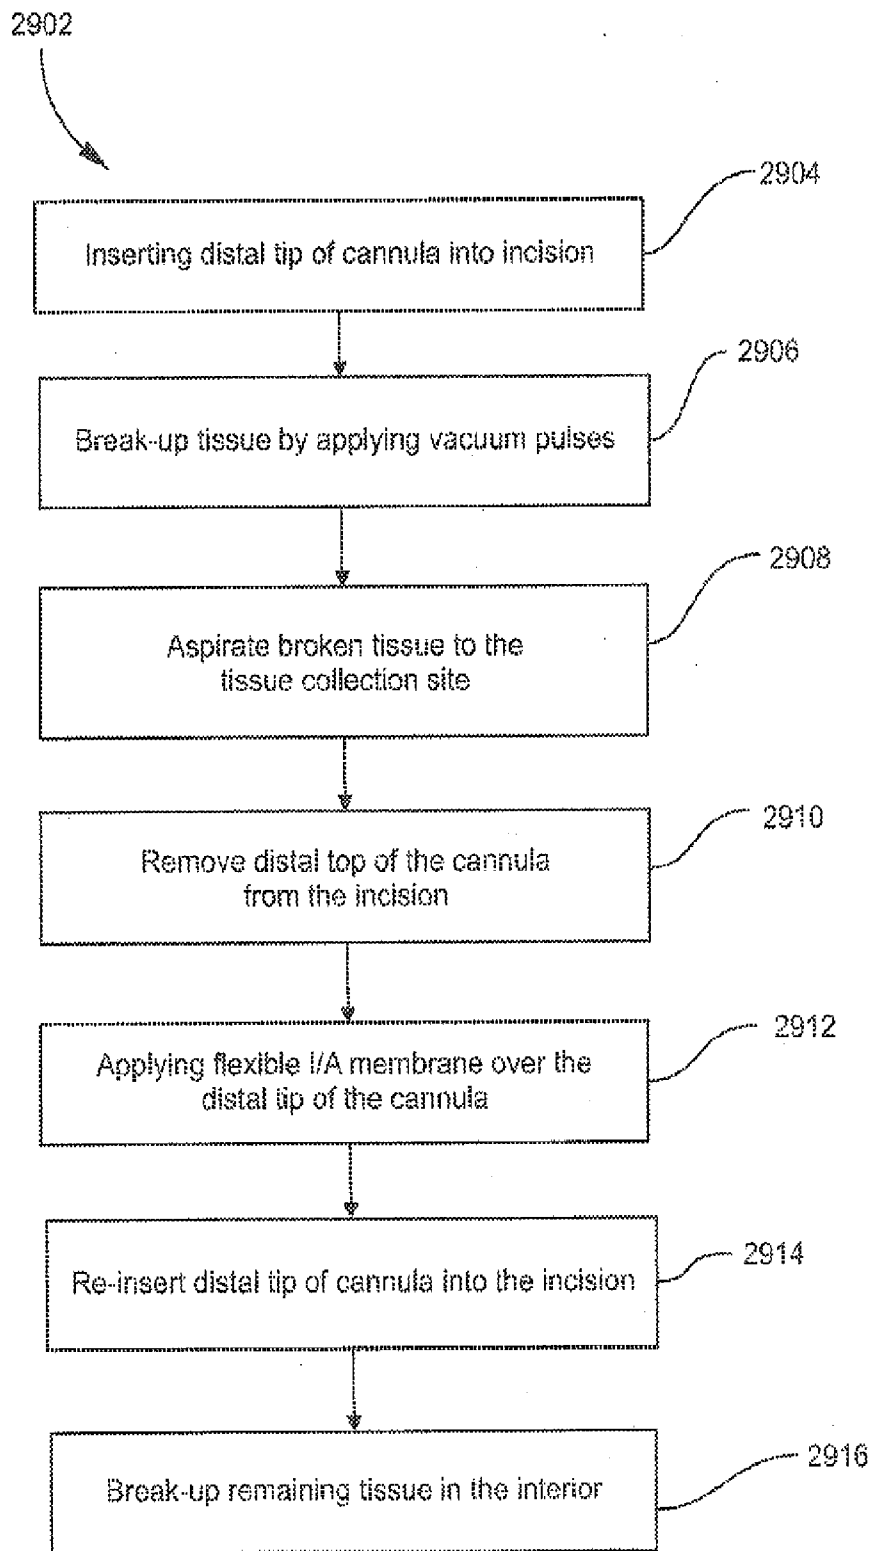 2902
2904
Inserting distal tip of cannula into incision
2906
Break-up tissue by applying vacuum pulses
2908
Aspirate broken tissue to the
tissue collection site
2910
Remove distal top of the cannula
from the incision
2912
Applying flexible I/A membrane over the
distal tip of the cannula
2914
Re-insert distal tip of cannula into the incision
2916
Break-up remaining tissue in the interior